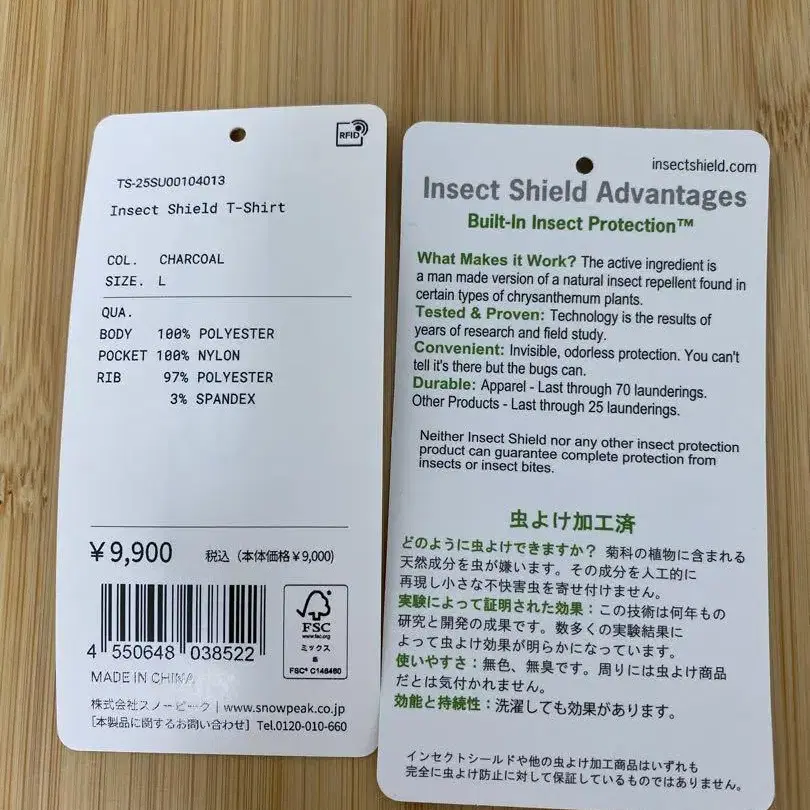 RFID
TS-25SU00104013
Insect Shield T-Shirt
COL. CHARCOAL
SIZE. L
QUA.
BODY 100% POLYESTER
POCKET 100% NYLON
RIB 97% POLYESTER
3% SPANDEX
¥9,900 税込（本体価格¥9,000）
4 550648 038522
FSC
www.fsc.org
ミックス
FSC® C148460
MADE IN CHINA
株式会社スノーピーク | www.snowpeak.co.jp
［本製品に関するお問い合わせ］ Tel.0120-010-660
insectshield.com
Insect Shield Advantages
Built-In Insect Protection™
What Makes it Work? The active ingredient is
a man made version of a natural insect repellent found in
certain types of chrysanthemum plants.
Tested & Proven: Technology is the results of
years of research and field study.
Convenient: Invisible, odorless protection. You can't
tell it's there but the bugs can.
Durable: Apparel - Last through 70 launderings.
Other Products - Last through 25 launderings.
Neither Insect Shield nor any other insect protection
product can guarantee complete protection from
insects or insect bites.
虫よけ加工済
どのように虫よけできますか？ 菊科の植物に含まれる
天然成分を虫が嫌います。その成分を人工的に
再現し小さな不快害虫を寄せ付けません。
実験によって証明された効果：この技術は何年もの
研究と開発の成果です。数多くの実験結果に
よって虫よけ効果が明らかになっています。
使いやすさ：無色、無臭です。周りには虫よけ商品
だとは気付かれません。
効能と持続性：洗濯しても効果があります。
インセクトシールドや他の虫よけ加工商品はいずれも
完全に虫よけ防止に対して保証しているものではありません。